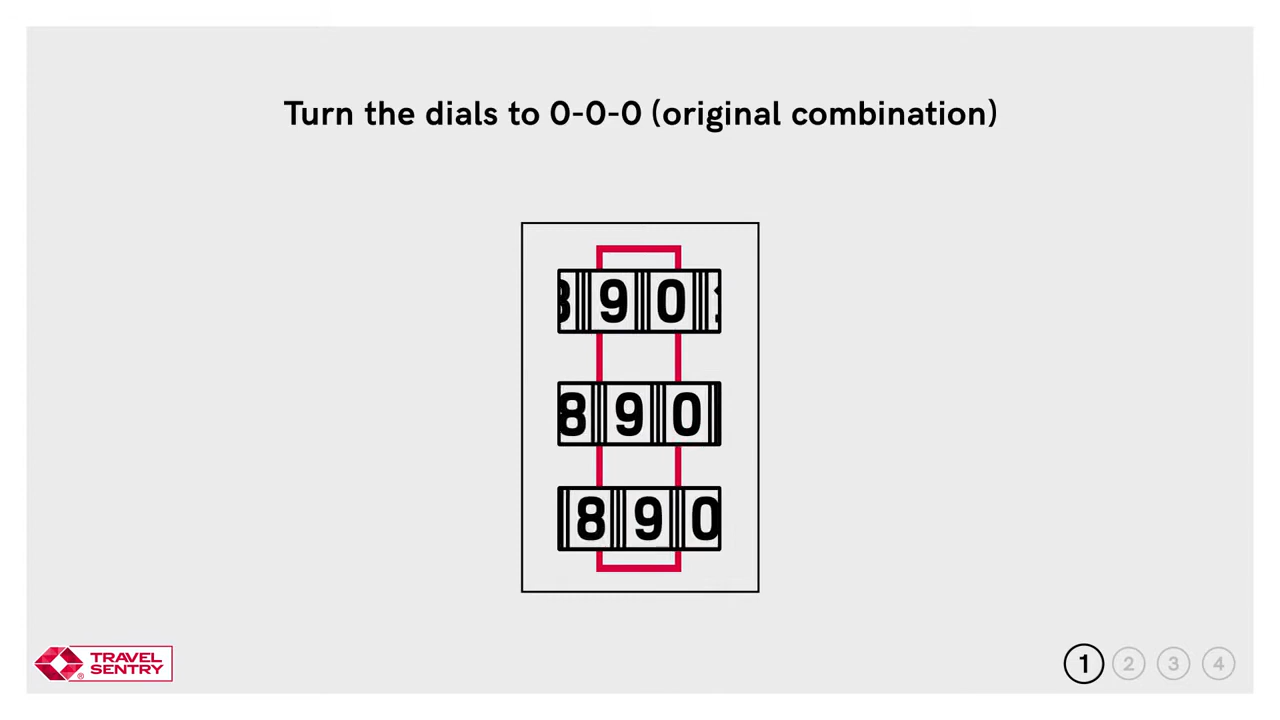 Turn the dials to 0-0-0 (original combination)
8 9 0
8 9 0
8 9 0
TRAVEL
SENTRY
®
1 2 3 4